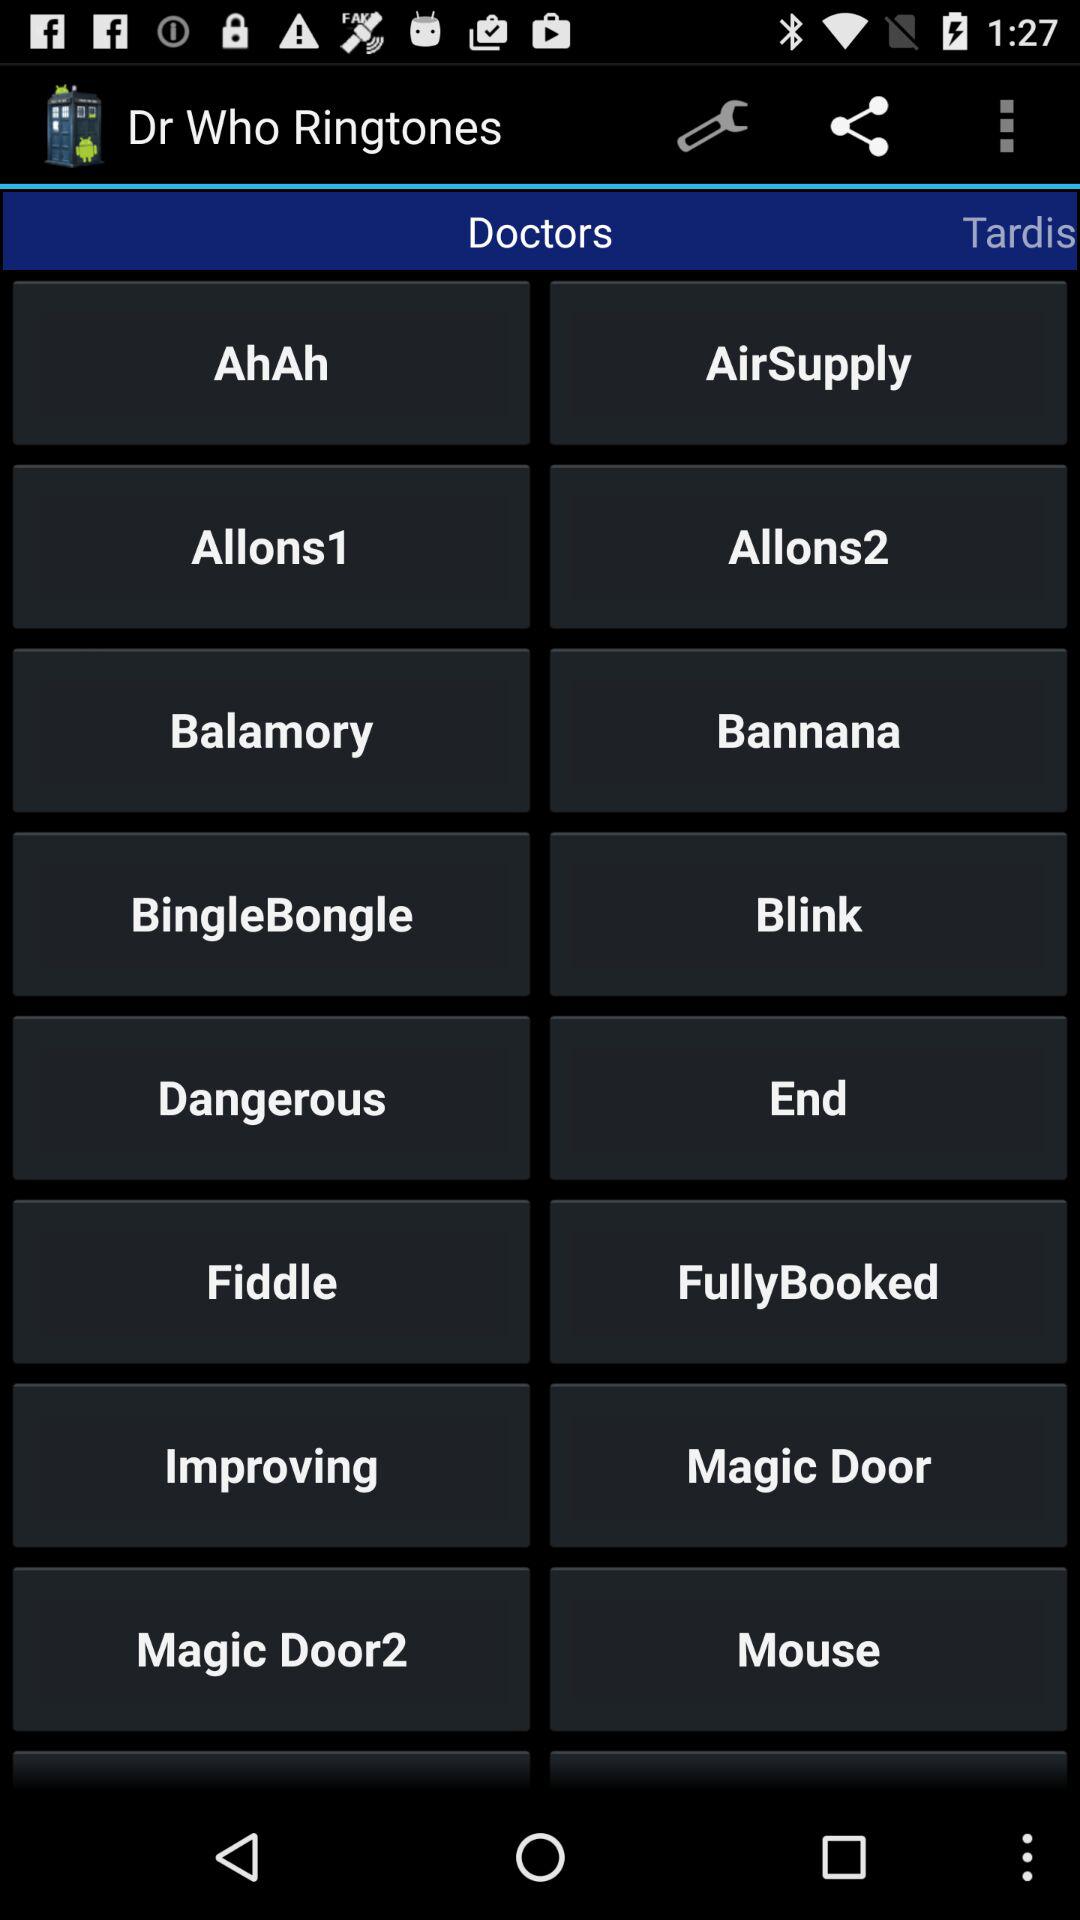 FAKE
1:27
Dr Who Ringtones
Doctors
Tardis
AhAh
AirSupply
Allons1
Allons2
Balamory
Bannana
BingleBongle
Blink
Dangerous
End
Fiddle
FullyBooked
Improving
Magic Door
Magic Door2
Mouse